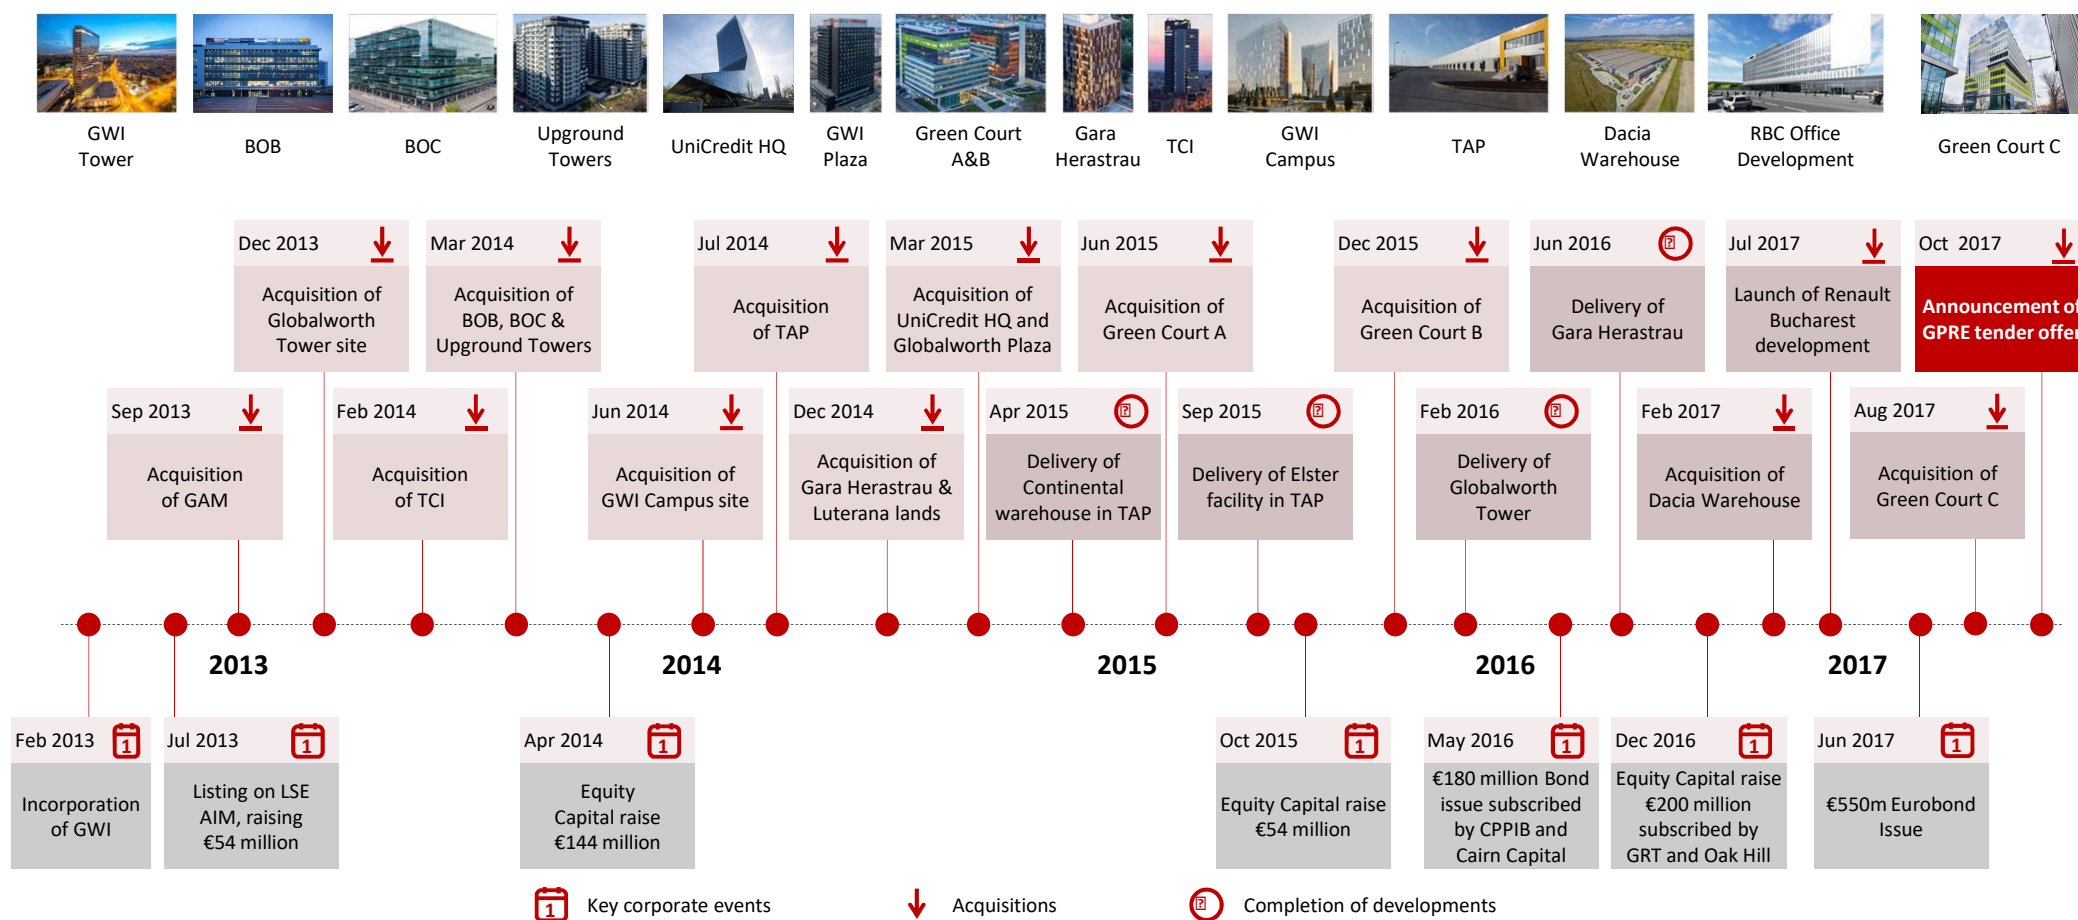 GWI
Tower
BOB
BOC
Upground
Towers
UniCredit HQ
GWI
Plaza
Green Court
A&B
Gara
Herastrau
TCI
GWI
Campus
TAP
Dacia
Warehouse
RBC Office
Development
Green Court C
Dec 2013
Acquisition of
Globalworth
Tower site
Mar 2014
Acquisition of
BOB, BOC &
Upground Towers
Jul 2014
Acquisition
of TAP
Mar 2015
Acquisition of
UniCredit HQ and
Globalworth Plaza
Jun 2015
Acquisition of
Green Court A
Dec 2015
Acquisition of
Green Court B
Jun 2016
Delivery of
Gara Herastrau
Jul 2017
Launch of Renault
Bucharest
development
Oct 2017
Announcement of
GPRE tender offer
Sep 2013
Acquisition
of GAM
Feb 2014
Acquisition
of TCI
Jun 2014
Acquisition of
GWI Campus site
Dec 2014
Acquisition of
Gara Herastrau &
Luterana lands
Apr 2015
Delivery of
Continental
warehouse in TAP
Sep 2015
Delivery of Elster
facility in TAP
Feb 2016
Delivery of
Globalworth
Tower
Feb 2017
Acquisition of
Dacia Warehouse
Aug 2017
Acquisition of
Green Court C
2013
2014
2015
2016
2017
Feb 2013
1
Incorporation
of GWI
Jul 2013
1
Listing on LSE
AIM, raising
€54 million
Apr 2014
1
Equity
Capital raise
€144 million
Oct 2015
1
Equity Capital raise
€54 million
May 2016
1
€180 million Bond
issue subscribed
by CPPIB and
Cairn Capital
Dec 2016
1
Equity Capital raise
€200 million
subscribed by
GRT and Oak Hill
Jun 2017
1
€550m Eurobond
Issue
1
Key corporate events
Acquisitions
Completion of developments